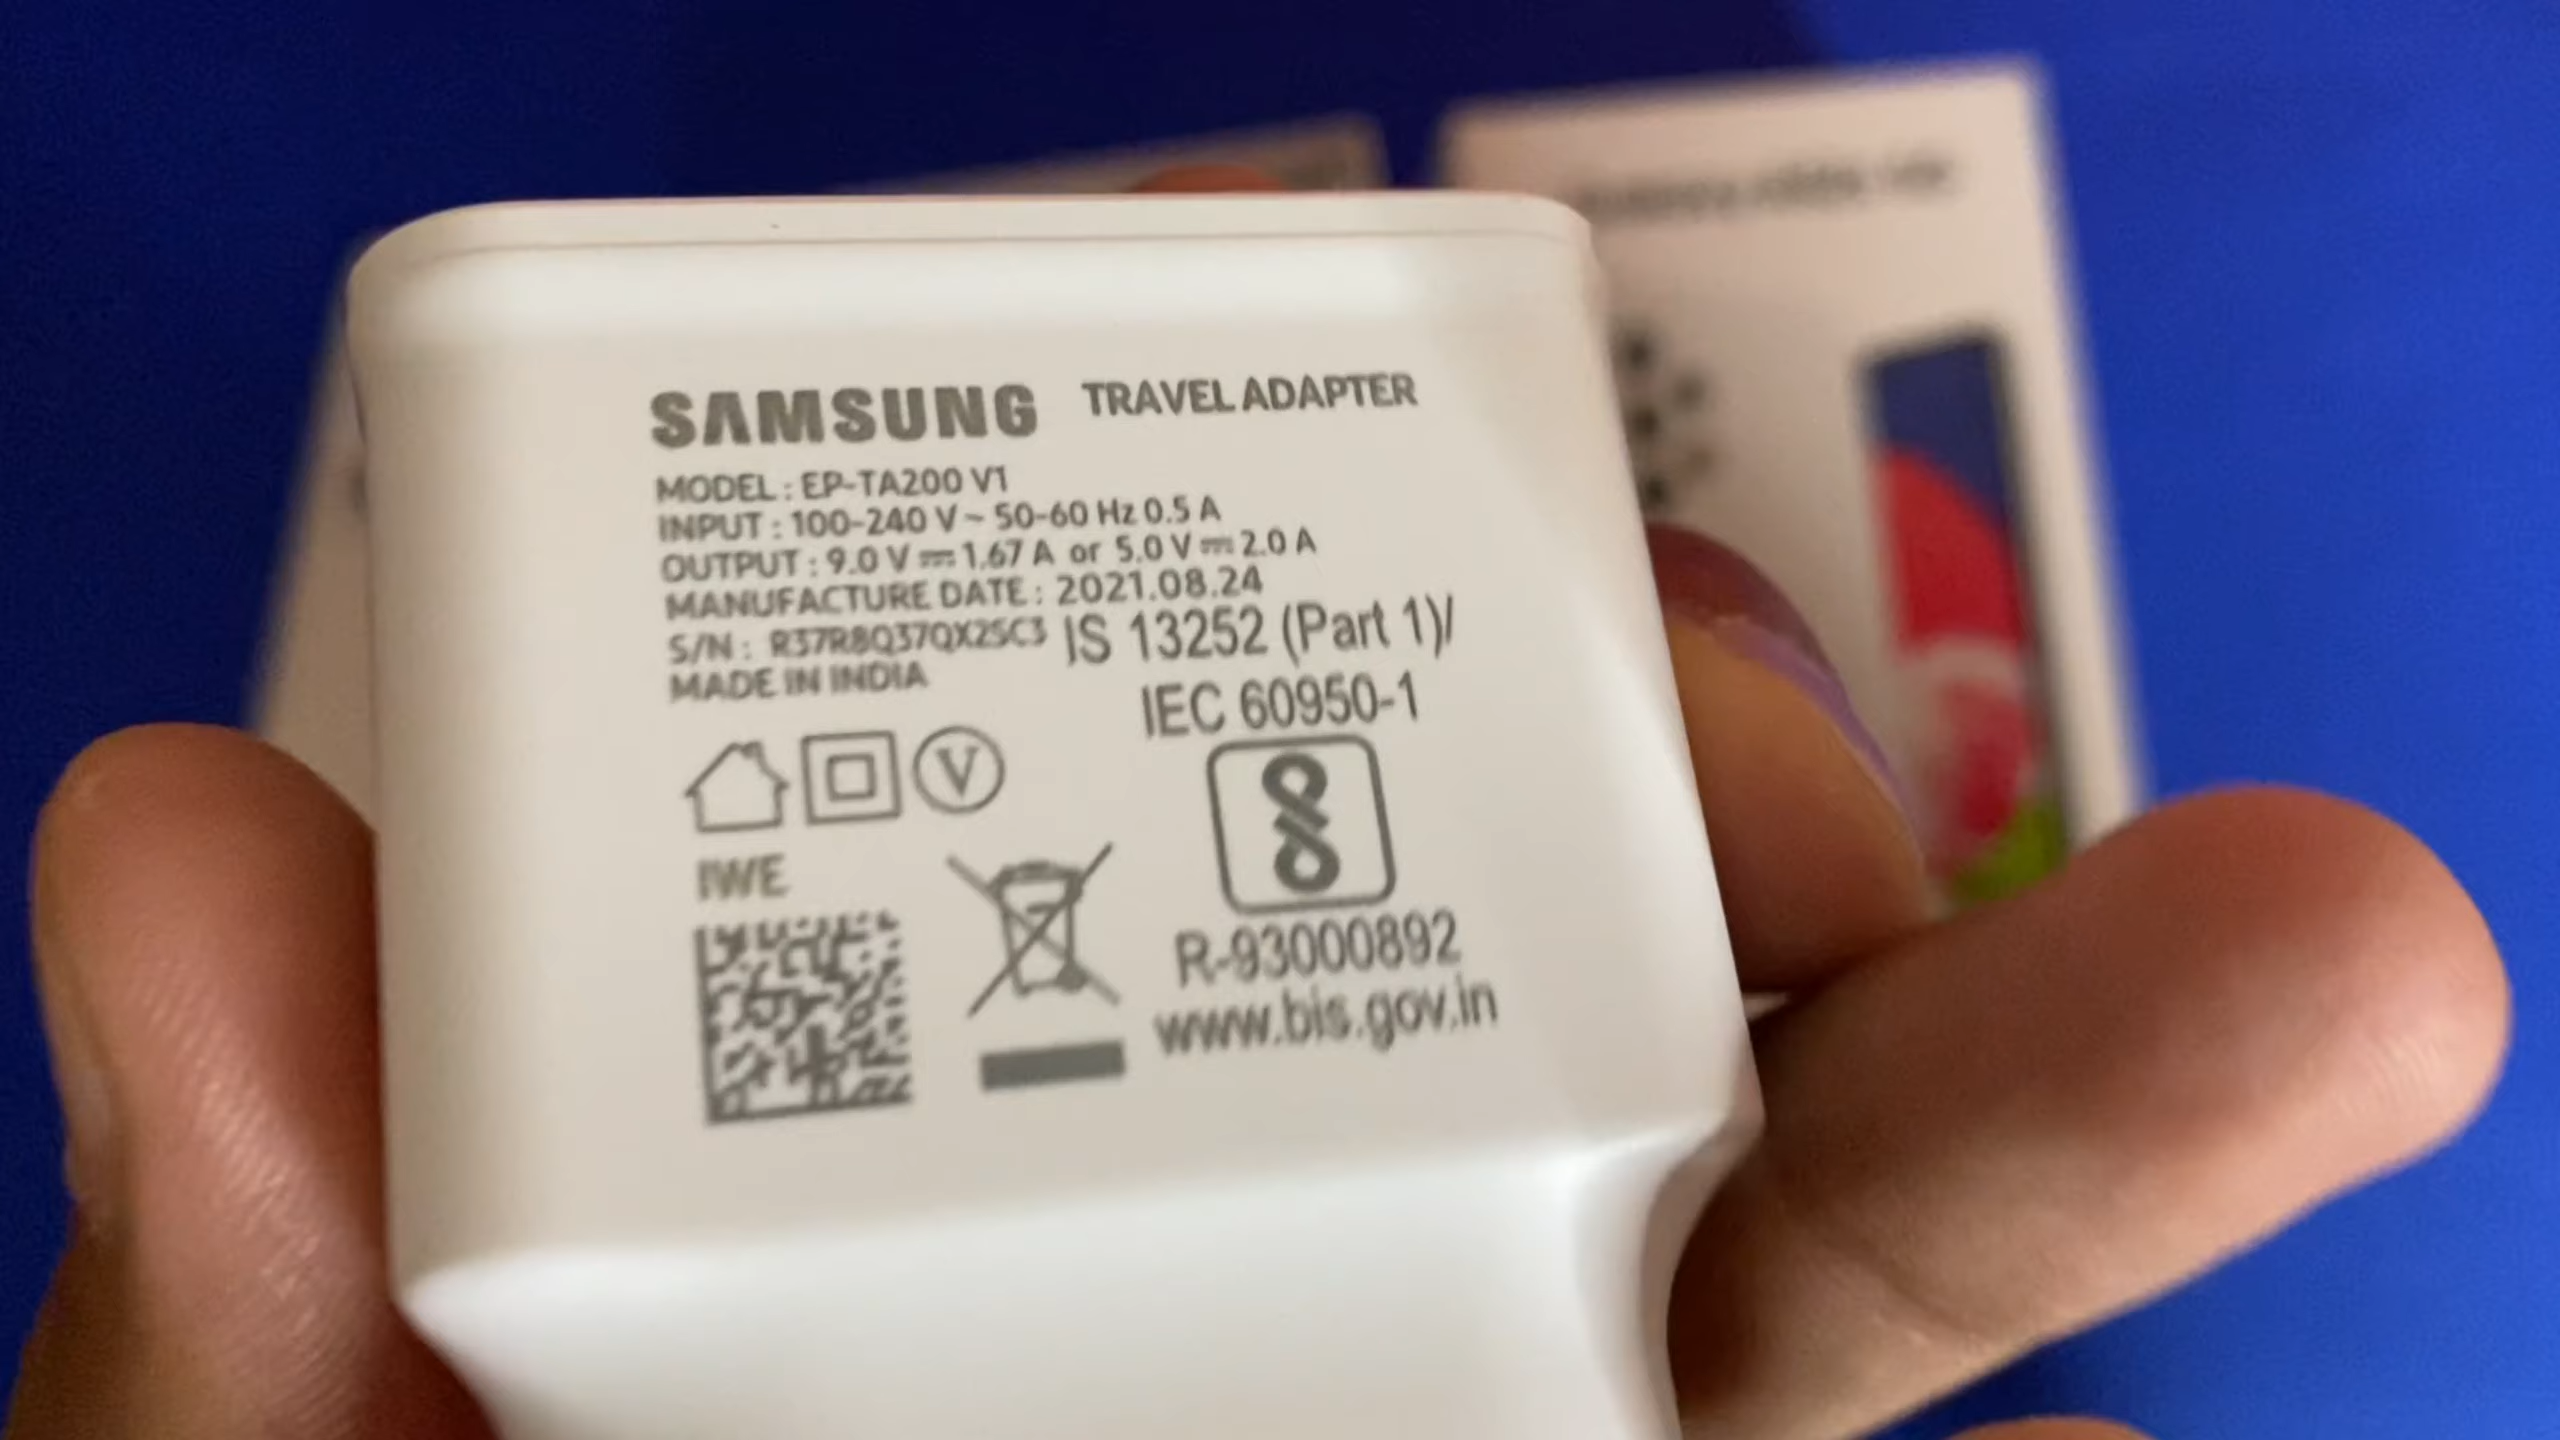 SAMSUNG TRAVEL ADAPTER
MODEL : EP-TA200 V1
INPUT : 100-240 V ~ 50-60 Hz 0.5 A
OUTPUT : 9.0 V ⎓ 1.67 A or 5.0 V ⎓ 2.0 A
MANUFACTURE DATE : 2021.08.24
S/N : R37R8Q37QX2SC3
MADE IN INDIA
IS 13252 (Part 1)/
IEC 60950-1
V
IWE
R-93000892
www.bis.gov.in